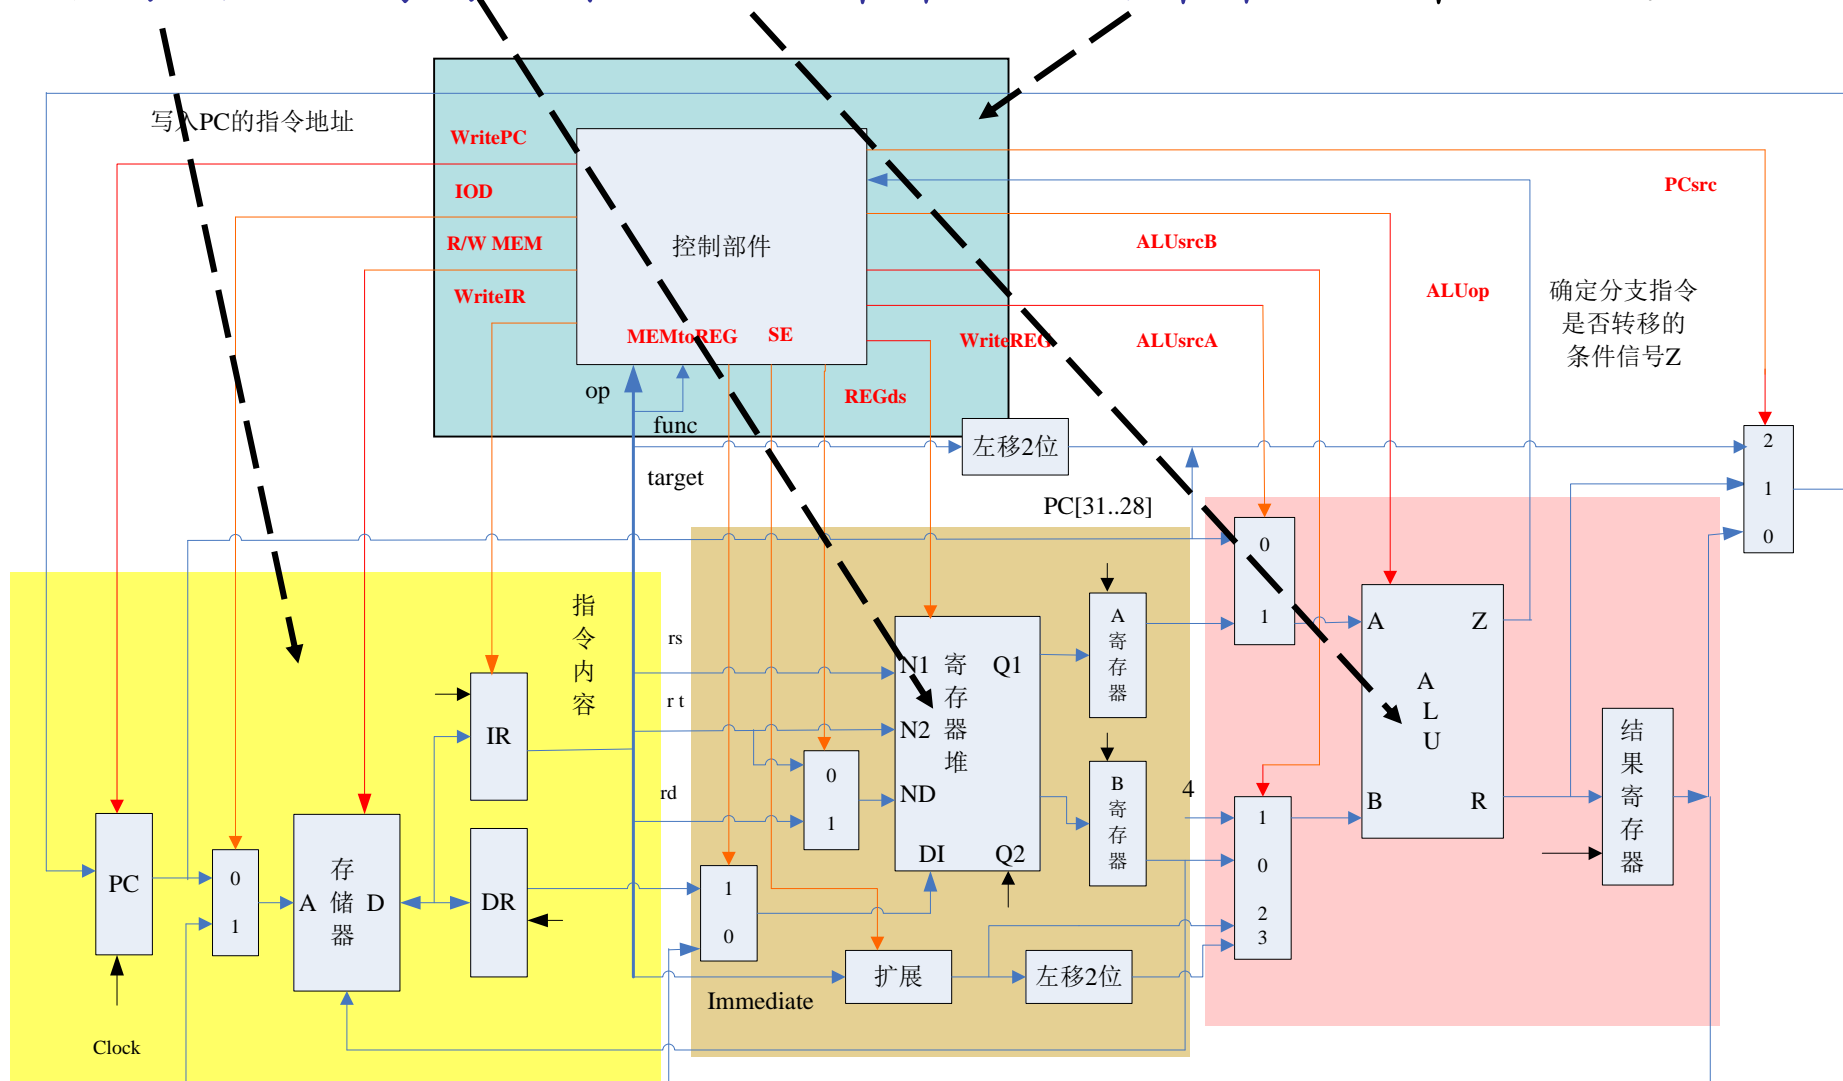 写入PC的指令地址
WritePC
IOD
R/W MEM
WriteIR
控制部件
MEMtoREG
SE
PCsrc
ALUsrcB
ALUop
WriteREG
ALUsrcA
REGds
确定分支指令
是否转移的
条件信号Z
op
func
target
左移2位
PC[31..28]
2
1
0
指令内容
rs
r t
rd
Immediate
IR
PC
0
1
A
存储器
D
DR
Clock
0
1
1
0
N1
N2
ND
DI
Q1
Q2
寄存器堆
A寄存器
B寄存器
扩展
左移2位
0
1
4
1
0
2
3
A
B
Z
R
ALU
结果寄存器